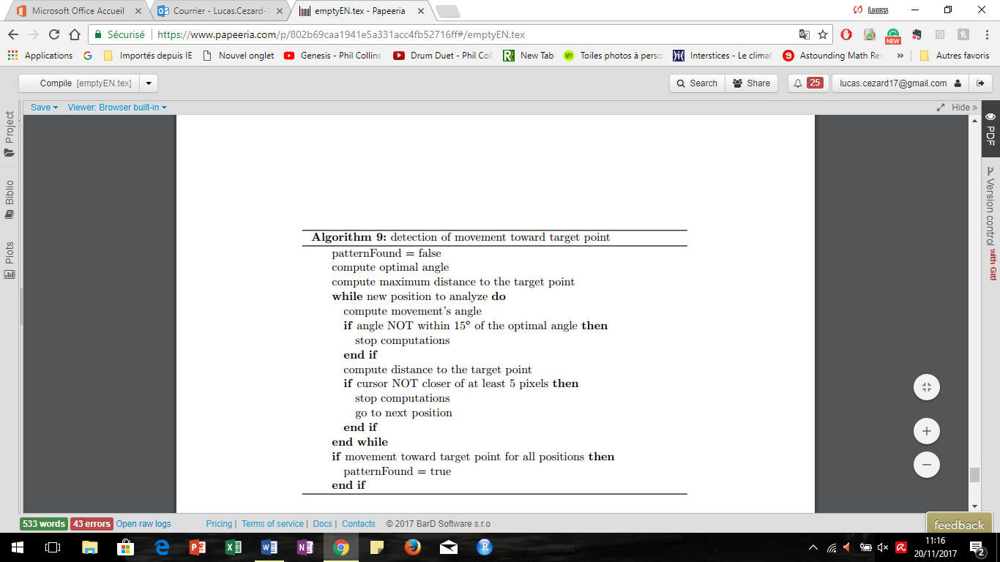 Microsoft Office Accueil
Courrier - Lucas.Cezard-
emptyEN.tex - Papeeria
Lucas
Sécurisé
https://www.papeeria.com/p/802b69caa1941e5a331acc4fb52716ff#/emptyEN.tex
NEW
Applications
Importés depuis IE
Nouvel onglet
Genesis - Phil Collins
Drum Duet - Phil Coll
New Tab
Toiles photos à perso
Interstices - Le climat
Astounding Math Res
»
Autres favoris
Compile [emptyEN.tex]
Search
Share
25
lucas.cezard17@gmail.com
Save
Viewer: Browser built-in
Hide »
Project
Biblio
Plots
PDF
Version control with Git!
Algorithm 9: detection of movement toward target point
patternFound = false
compute optimal angle
compute maximum distance to the target point
while new position to analyze do
compute movement's angle
if angle NOT within 15° of the optimal angle then
stop computations
end if
compute distance to the target point
if cursor NOT closer of at least 5 pixels then
stop computations
go to next position
end if
end while
if movement toward target point for all positions then
patternFound = true
end if
533 words
43 errors
Open raw logs
Pricing | Terms of service | Docs | Contacts © 2017 BarD Software s.r.o
feedback
11:16
20/11/2017
2